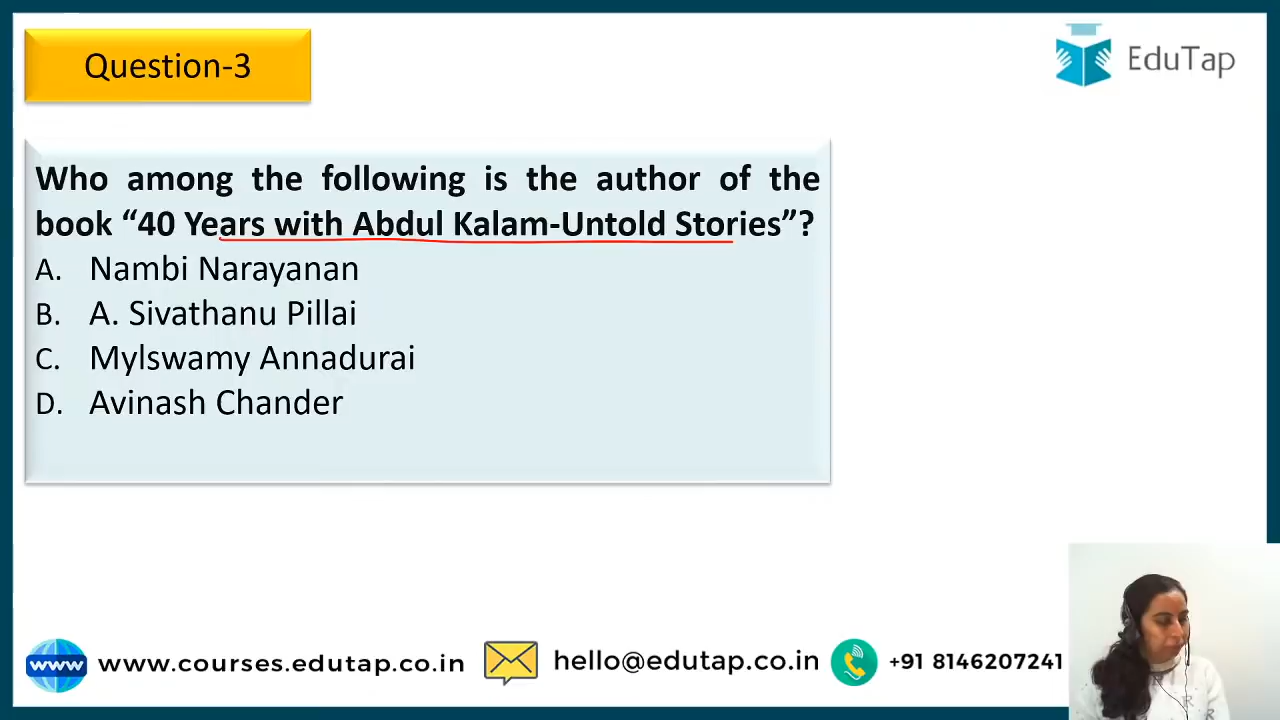 Question-3
EduTap
Who among the following is the author of the
book “40 Years with Abdul Kalam-Untold Stories”?
A. Nambi Narayanan
B. A. Sivathanu Pillai
C. Mylswamy Annadurai
D. Avinash Chander
www www.courses.edutap.co.in hello@edutap.co.in +91 8146207241